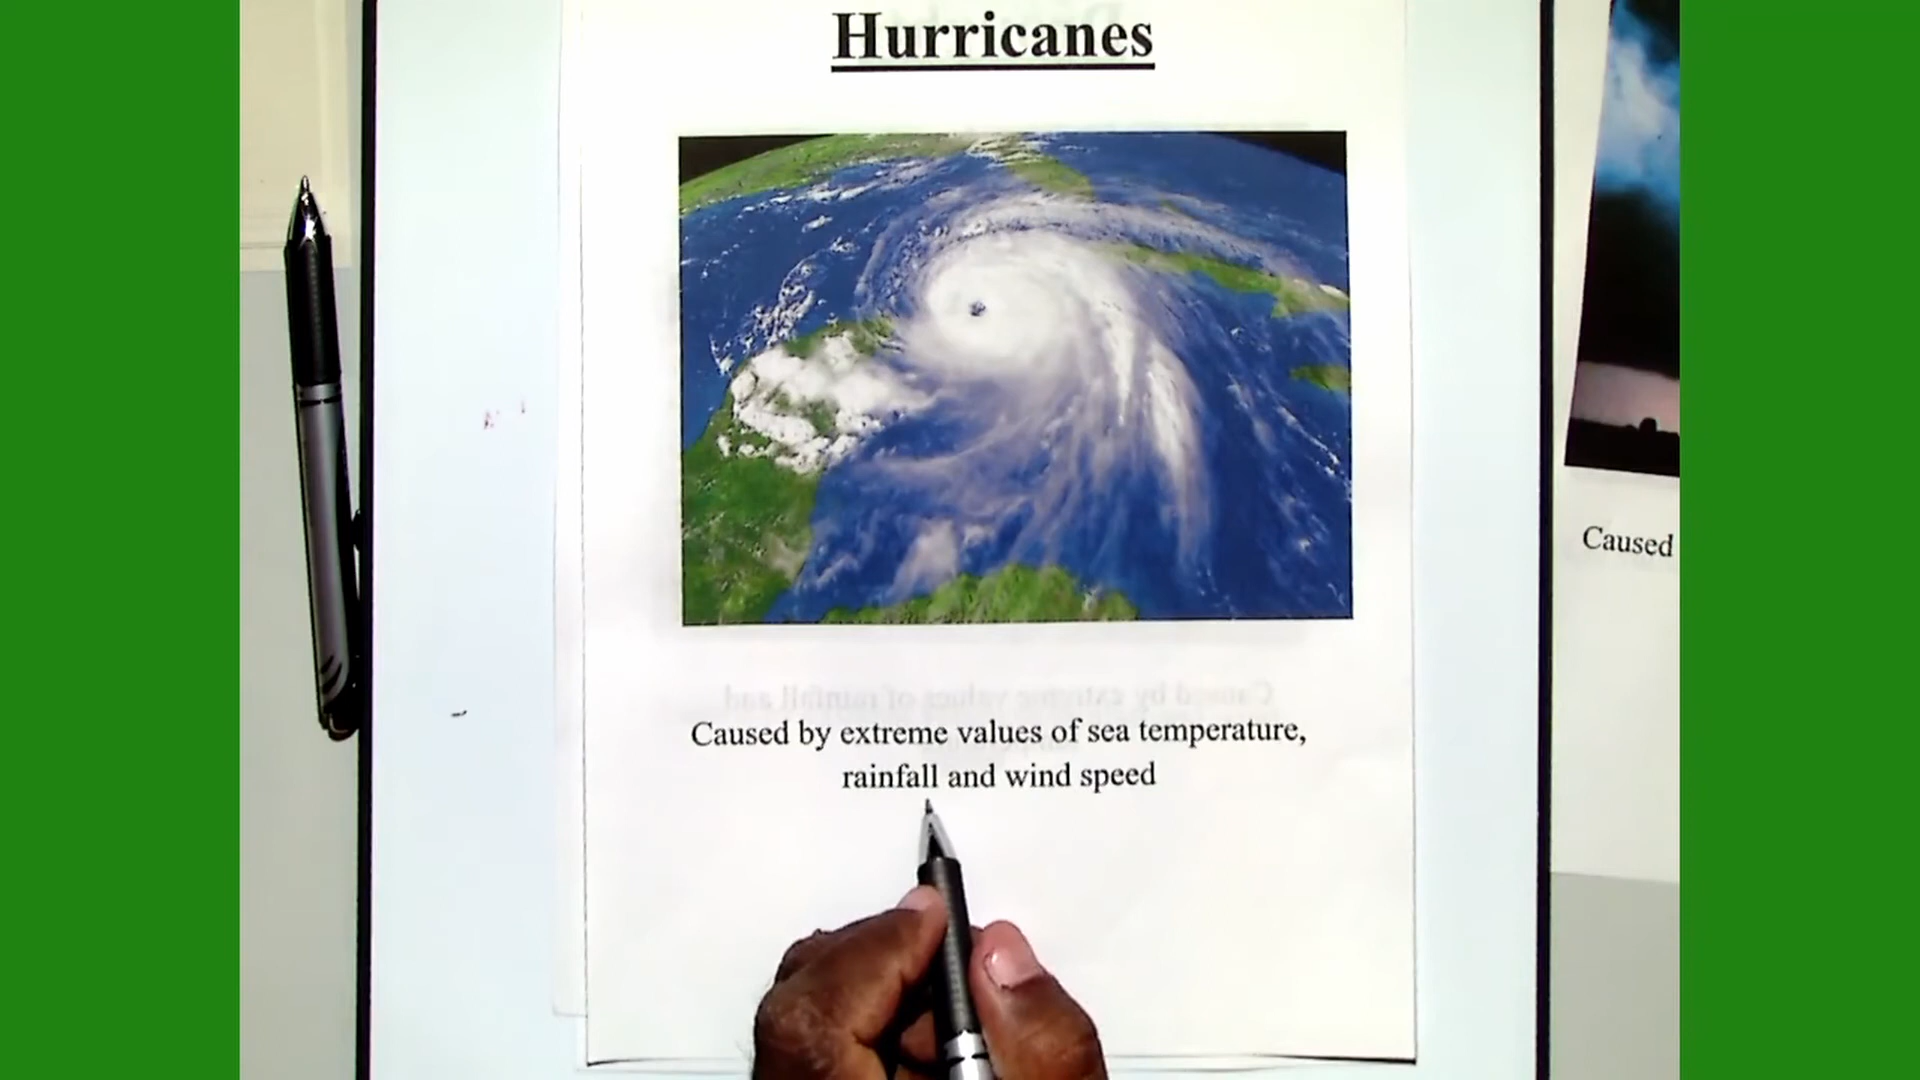 Hurricanes
Caused by extreme values of sea temperature,
rainfall and wind speed
Caused